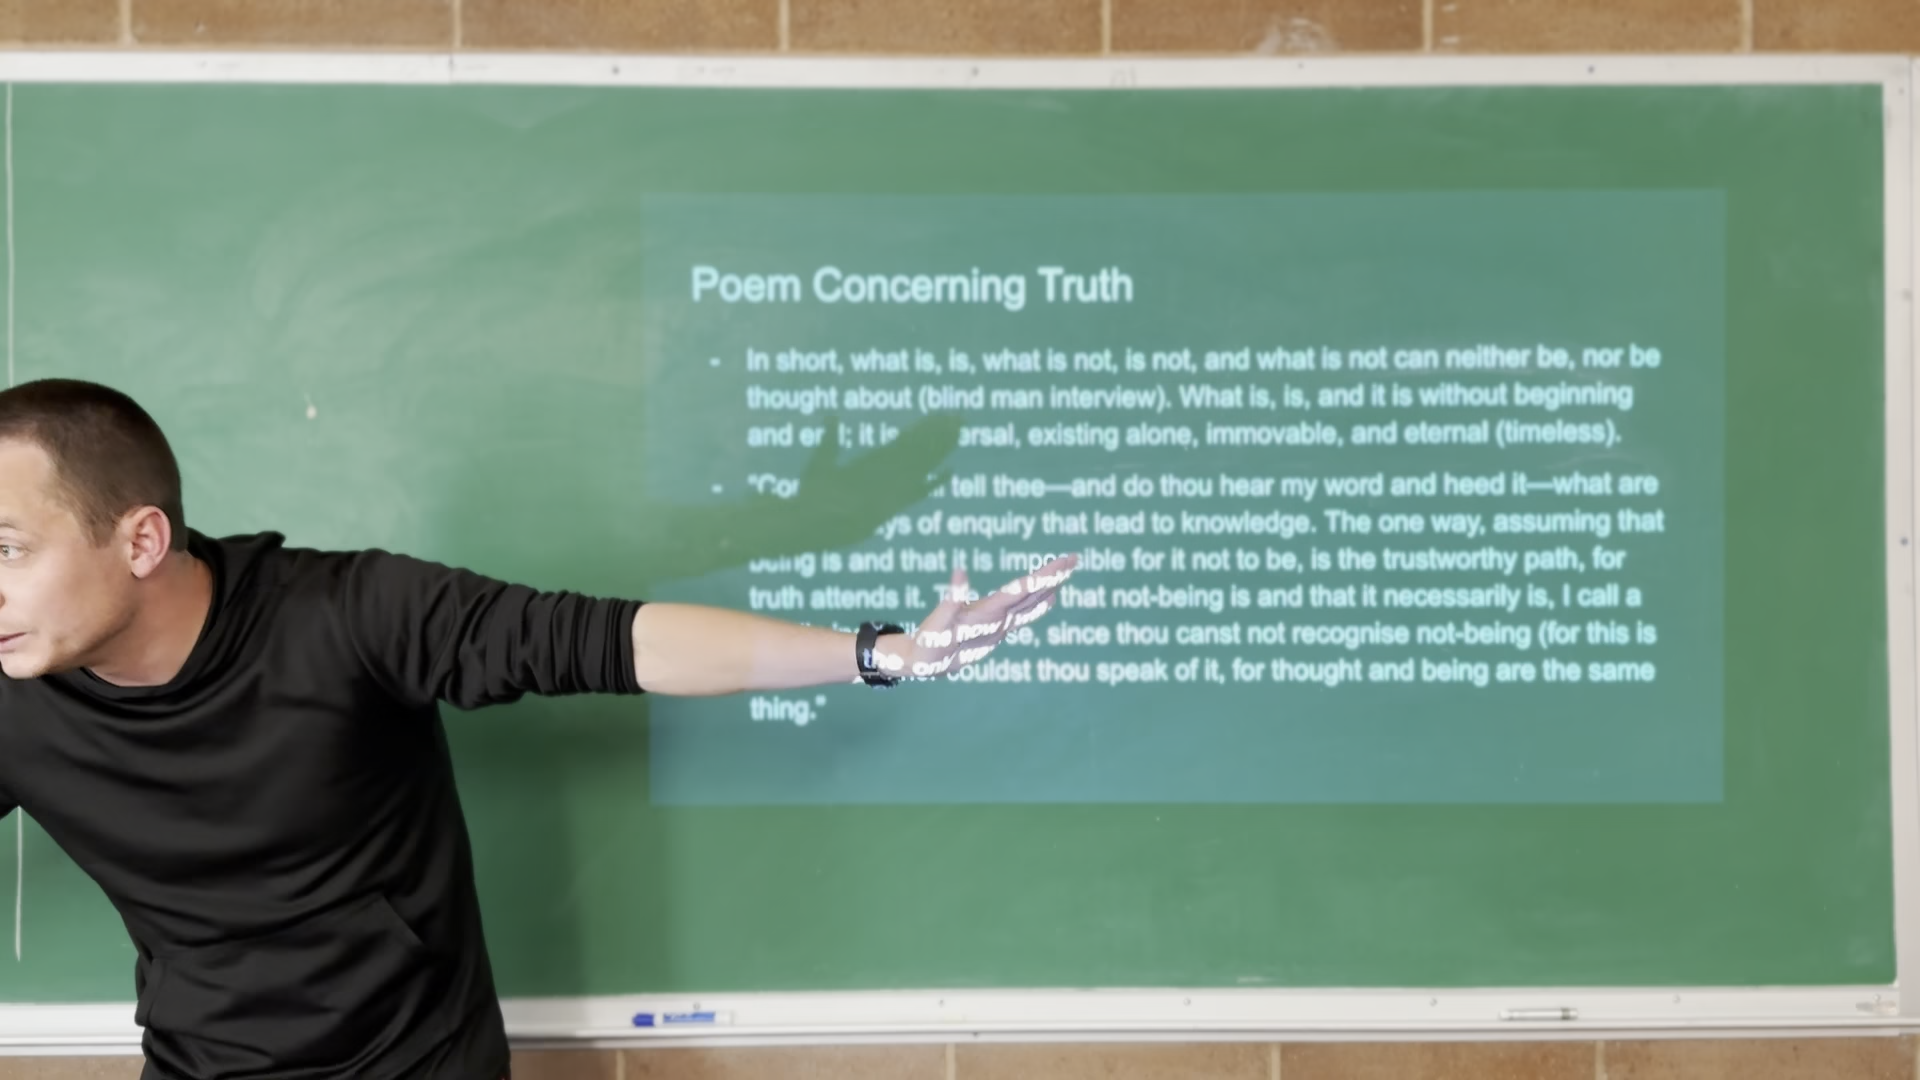 Poem Concerning Truth
- In short, what is, is, what is not, is not, and what is not can neither be, nor be
thought about (blind man interview). What is, is, and it is without beginning
and it is existing alone, immovable, and eternal (timeless).
- tell thee—and do thou hear my word and heed it—what are
of enquiry that lead to knowledge. The one way, assuming that
being is and that it is impossible for it not to be, is the trustworthy path, for
truth attends it. that not-being is and that it necessarily is, I call a
since thou canst not recognise not-being (for this is
couldst thou speak of it, for thought and being are the same
thing."